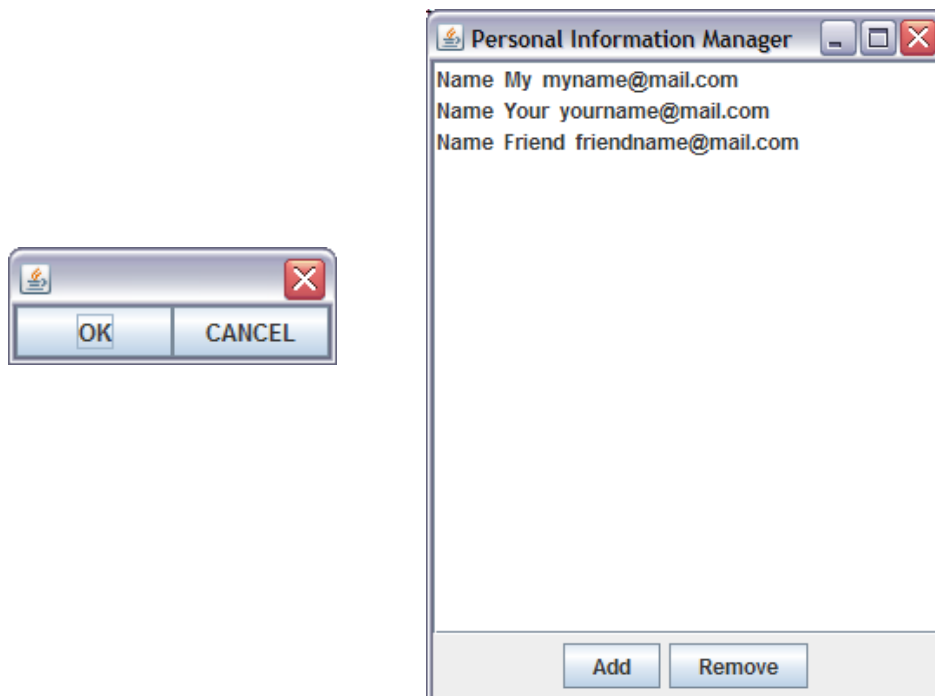 OK CANCEL
Personal Information Manager
Name My myname@mail.com
Name Your yourname@mail.com
Name Friend friendname@mail.com
Add Remove